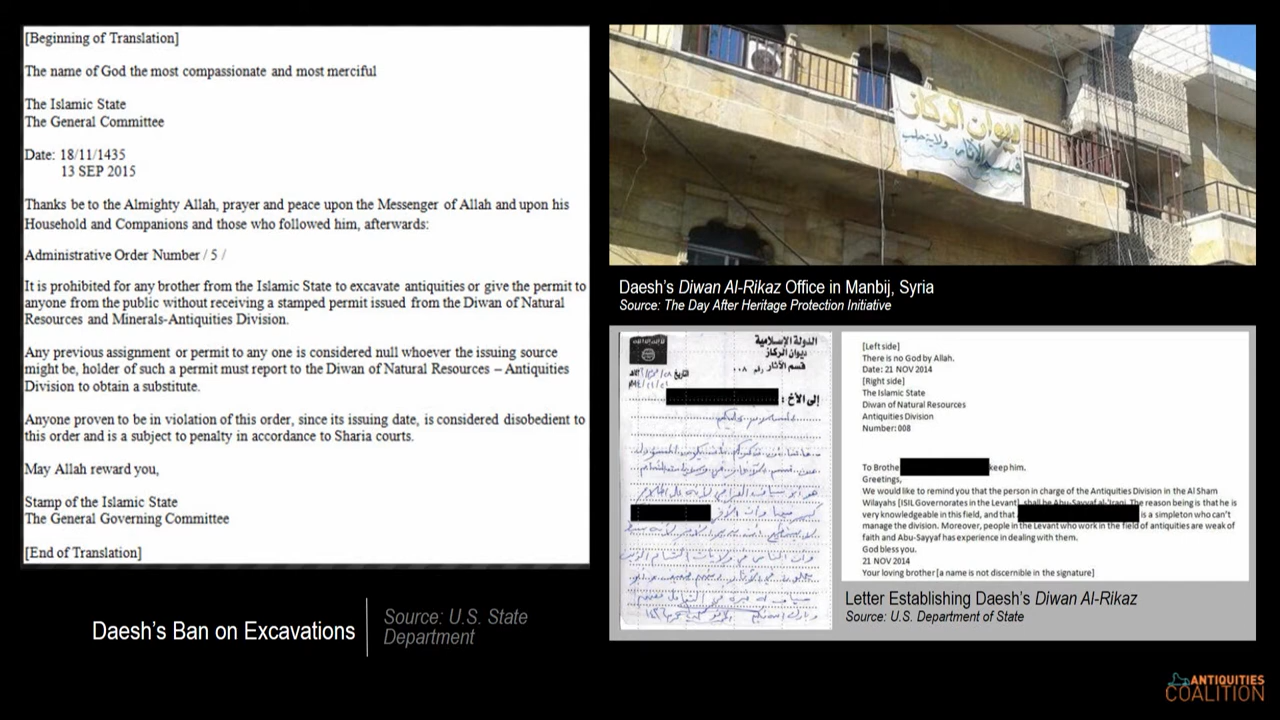 [Beginning of Translation]
The name of God the most compassionate and most merciful
The Islamic State
The General Committee
Date: 18/11/1435
13 SEP 2015
Thanks be to the Almighty Allah, prayer and peace upon the Messenger of Allah and upon his
Household and Companions and those who followed him, afterwards:
Administrative Order Number / 5 /
It is prohibited for any brother from the Islamic State to excavate antiquities or give the permit to
anyone from the public without receiving a stamped permit issued from the Diwan of Natural
Resources and Minerals-Antiquities Division.
Any previous assignment or permit to any one is considered null whoever the issuing source
might be, holder of such a permit must report to the Diwan of Natural Resources – Antiquities
Division to obtain a substitute.
Anyone proven to be in violation of this order, since its issuing date, is considered disobedient to
this order and is a subject to penalty in accordance to Sharia courts.
May Allah reward you,
Stamp of the Islamic State
The General Governing Committee
[End of Translation]
Daesh's Ban on Excavations
Source: U.S. State
Department
ديوان الركاز
قسم الآثار ولاية حلب
Daesh's Diwan Al-Rikaz Office in Manbij, Syria
Source: The Day After Heritage Protection Initiative
الدولة الإسلامية
ديوان الركاز
قسم الآثار
رقم ٠٠٨
التاريخ
إلى الأخ :
[Left side]
There is no God by Allah.
Date: 21 NOV 2014
[Right side]
The Islamic State
Diwan of Natural Resources
Antiquities Division
Number: 008
To Brothe keep him.
Greetings,
We would like to remind you that the person in charge of the Antiquities Division in the Al Sham
Wilayahs [ISIL Governorates in the Levant], shall be Abu-Sayyaf al-'Iraqi. The reason being that he is
very knowledgeable in this field, and that is a simpleton who can't
manage the division. Moreover, people in the Levant who work in the field of antiquities are weak of
faith and Abu-Sayyaf has experience in dealing with them.
God bless you.
21 NOV 2014
Your loving brother [a name is not discernible in the signature]
Letter Establishing Daesh's Diwan Al-Rikaz
Source: U.S. Department of State
ANTIQUITIES
COALITION